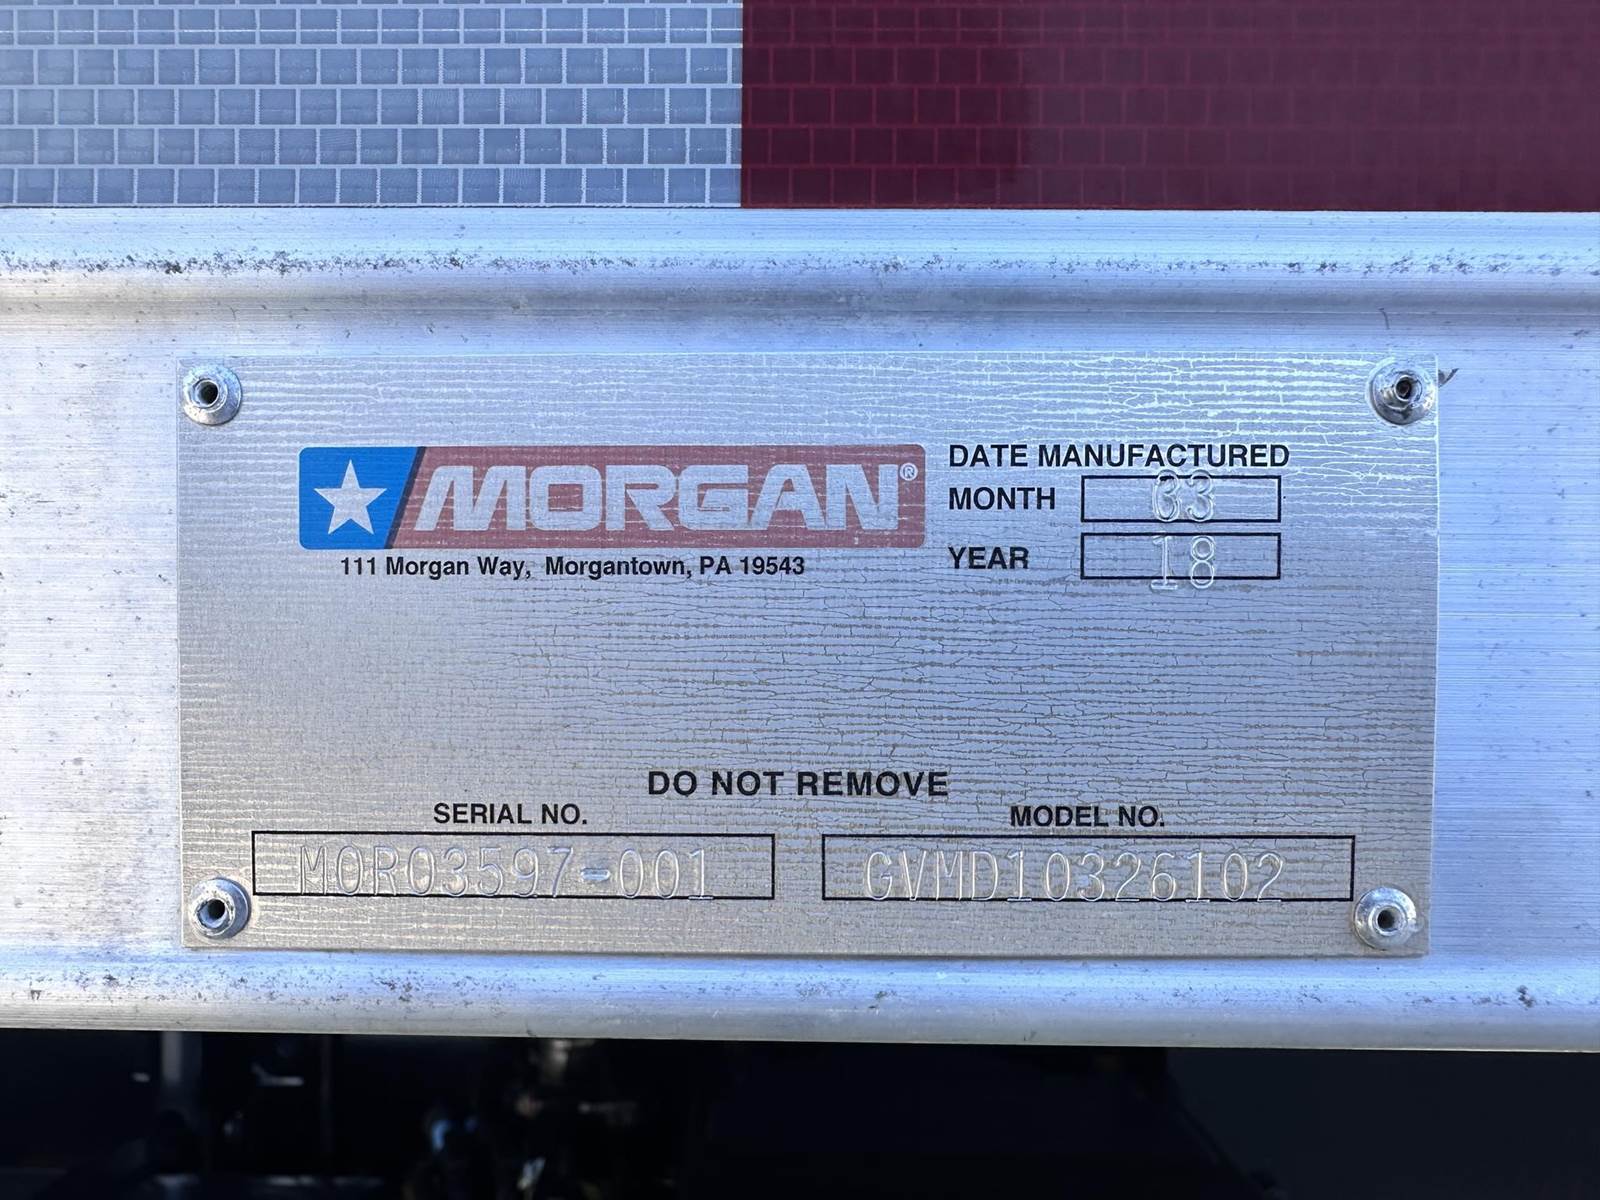 MORGAN®
111 Morgan Way, Morgantown, PA 19543
DATE MANUFACTURED
MONTH 03
YEAR 18
DO NOT REMOVE
SERIAL NO. MODEL NO.
MOR03597-001 GVMD10326102